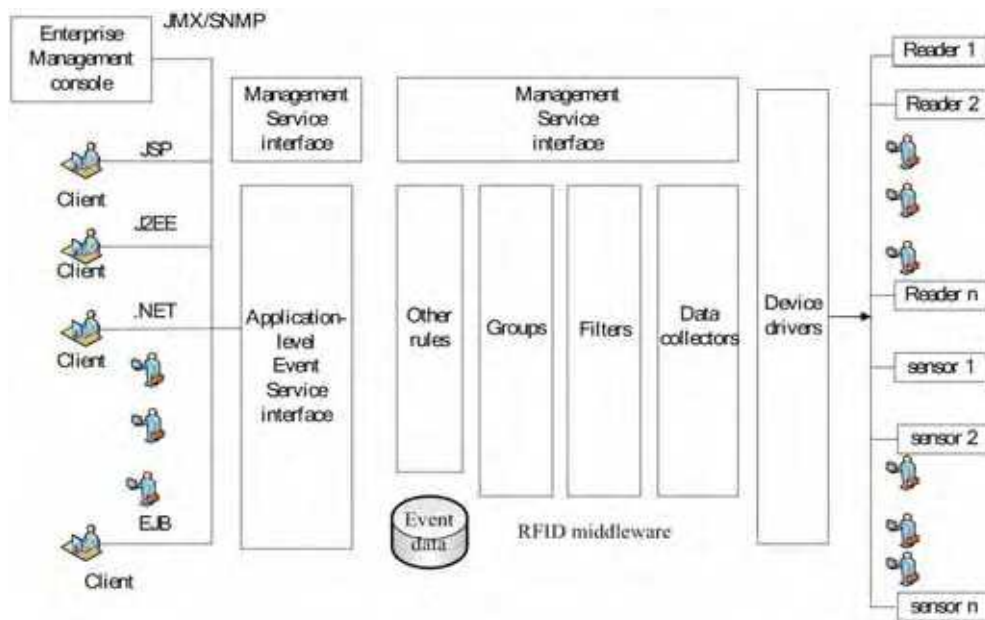 JMX/SNMP
Enterprise
Management
console
JSP
Client
J2EE
Client
.NET
Client
EJB
Client
Management
Service
interface
Application-
level
Event
Service
interface
Management
Service
interface
Other
rules
Groups
Filters
Data
collectors
Event
data
RFID middleware
Device
drivers
Reader 1
Reader 2
Reader n
sensor 1
sensor 2
sensor n